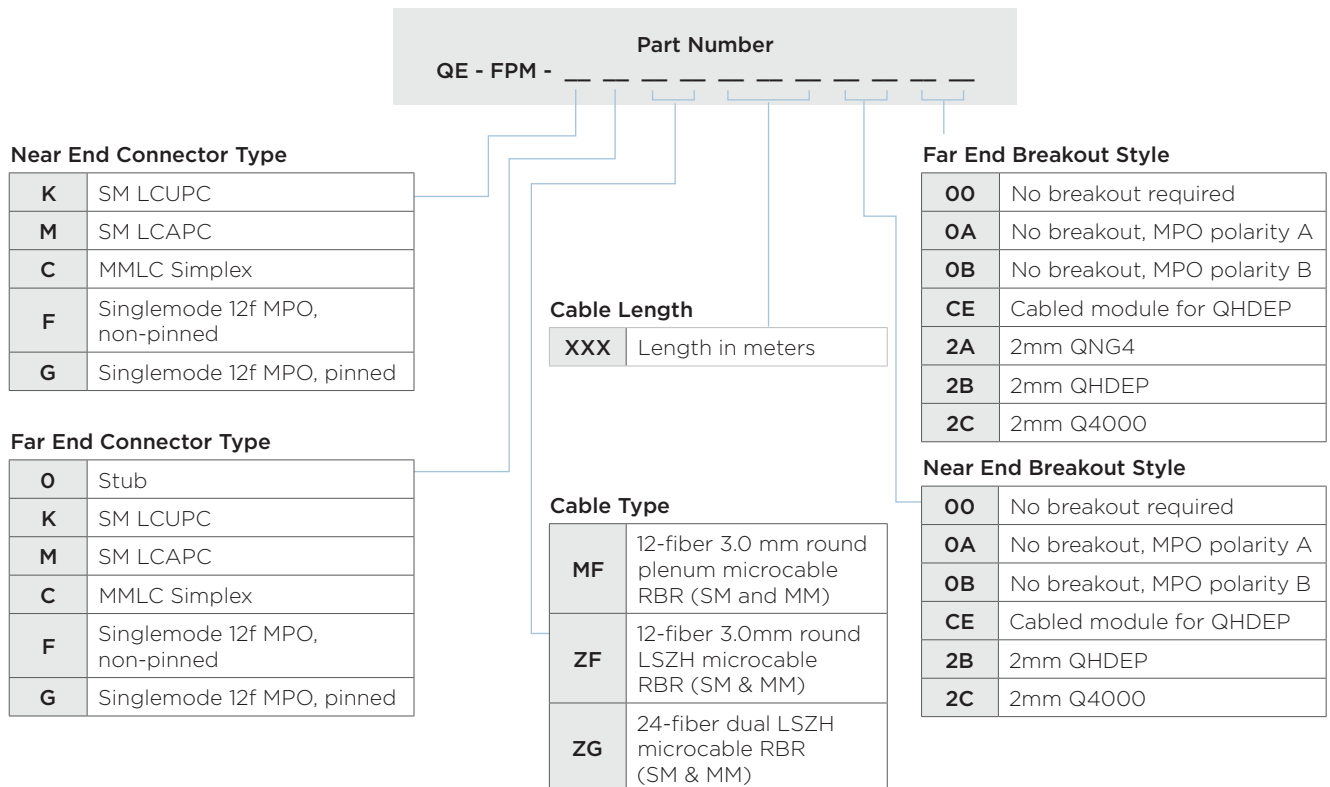 Part Number
QE - FPM - __ __ __ __ __ __ __ __ __ __ __
Near End Connector Type
K SM LCUPC
M SM LCAPC
C MMLC Simplex
F Singlemode 12f MPO,
non-pinned
G Singlemode 12f MPO, pinned
Far End Connector Type
0 Stub
K SM LCUPC
M SM LCAPC
C MMLC Simplex
F Singlemode 12f MPO,
non-pinned
G Singlemode 12f MPO, pinned
Cable Length
XXX Length in meters
Cable Type
MF 12-fiber 3.0 mm round
plenum microcable
RBR (SM and MM)
ZF 12-fiber 3.0mm round
LSZH microcable
RBR (SM & MM)
ZG 24-fiber dual LSZH
microcable RBR
(SM & MM)
Far End Breakout Style
00 No breakout required
0A No breakout, MPO polarity A
0B No breakout, MPO polarity B
CE Cabled module for QHDEP
2A 2mm QNG4
2B 2mm QHDEP
2C 2mm Q4000
Near End Breakout Style
00 No breakout required
0A No breakout, MPO polarity A
0B No breakout, MPO polarity B
CE Cabled module for QHDEP
2B 2mm QHDEP
2C 2mm Q4000